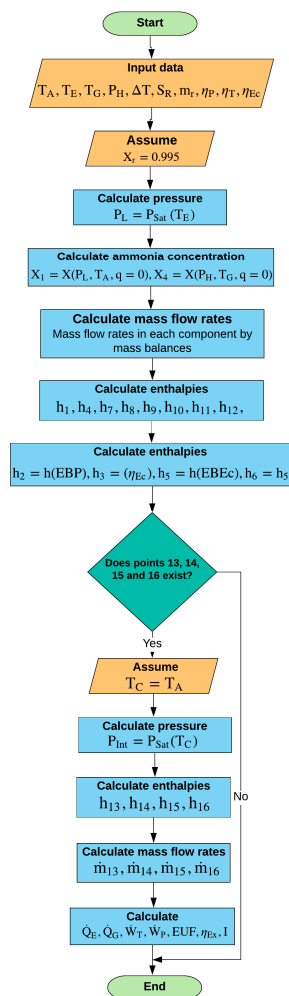 Start
Input data
T_A, T_E, T_G, P_H, ΔT, S_R, m_r, η_P, η_T, η_Ec
Assume
X_r = 0.995
Calculate pressure
P_L = P_Sat (T_E)
Calculate ammonia concentration
X_1 = X(P_L, T_A, q = 0), X_4 = X(P_H, T_G, q = 0)
Calculate mass flow rates
Mass flow rates in each component by
mass balances
Calculate enthalpies
h_1, h_4, h_7, h_8, h_9, h_10, h_11, h_12,
Calculate enthalpies
h_2 = h(EBP), h_3 = (η_Ec), h_5 = h(EBEc), h_6 = h_5
Does points 13, 14,
15 and 16 exist?
Yes
Assume
T_C = T_A
Calculate pressure
P_Int = P_Sat(T_C)
Calculate enthalpies
h_13, h_14, h_15, h_16
No
Calculate mass flow rates
ṁ_13, ṁ_14, ṁ_15, ṁ_16
Calculate
Q̇_E, Q̇_G, Ẇ_T, Ẇ_P, EUF, η_Ex, I
End